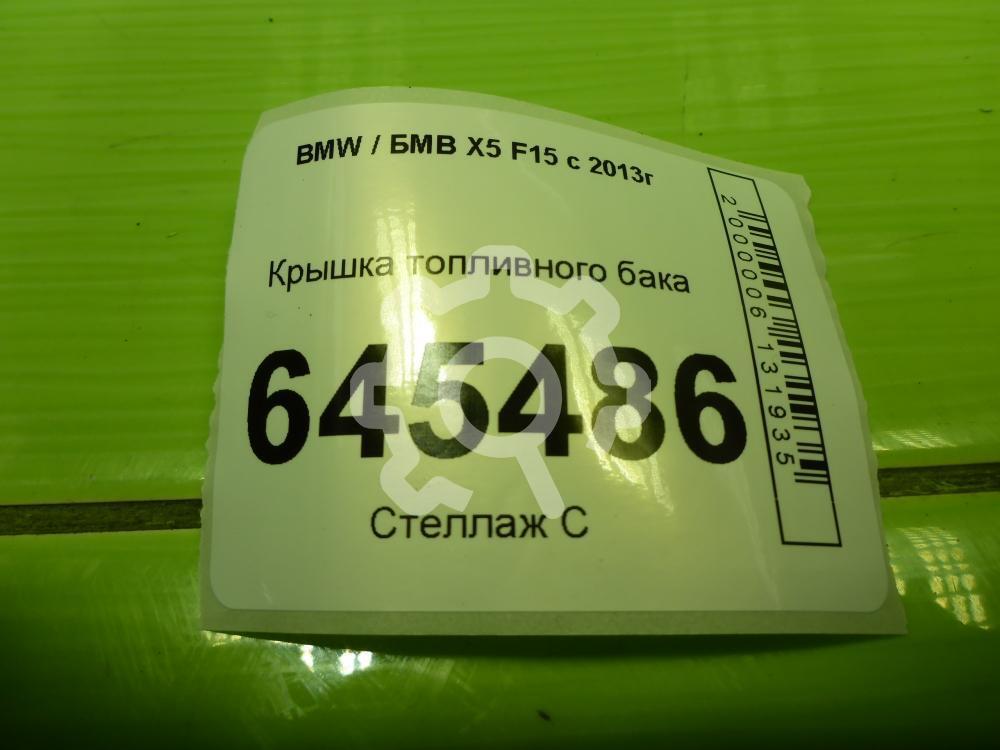 BMW / БМВ X5 F15 с 2013г
Крышка топливного бака
645486
Стеллаж С
2000006131935